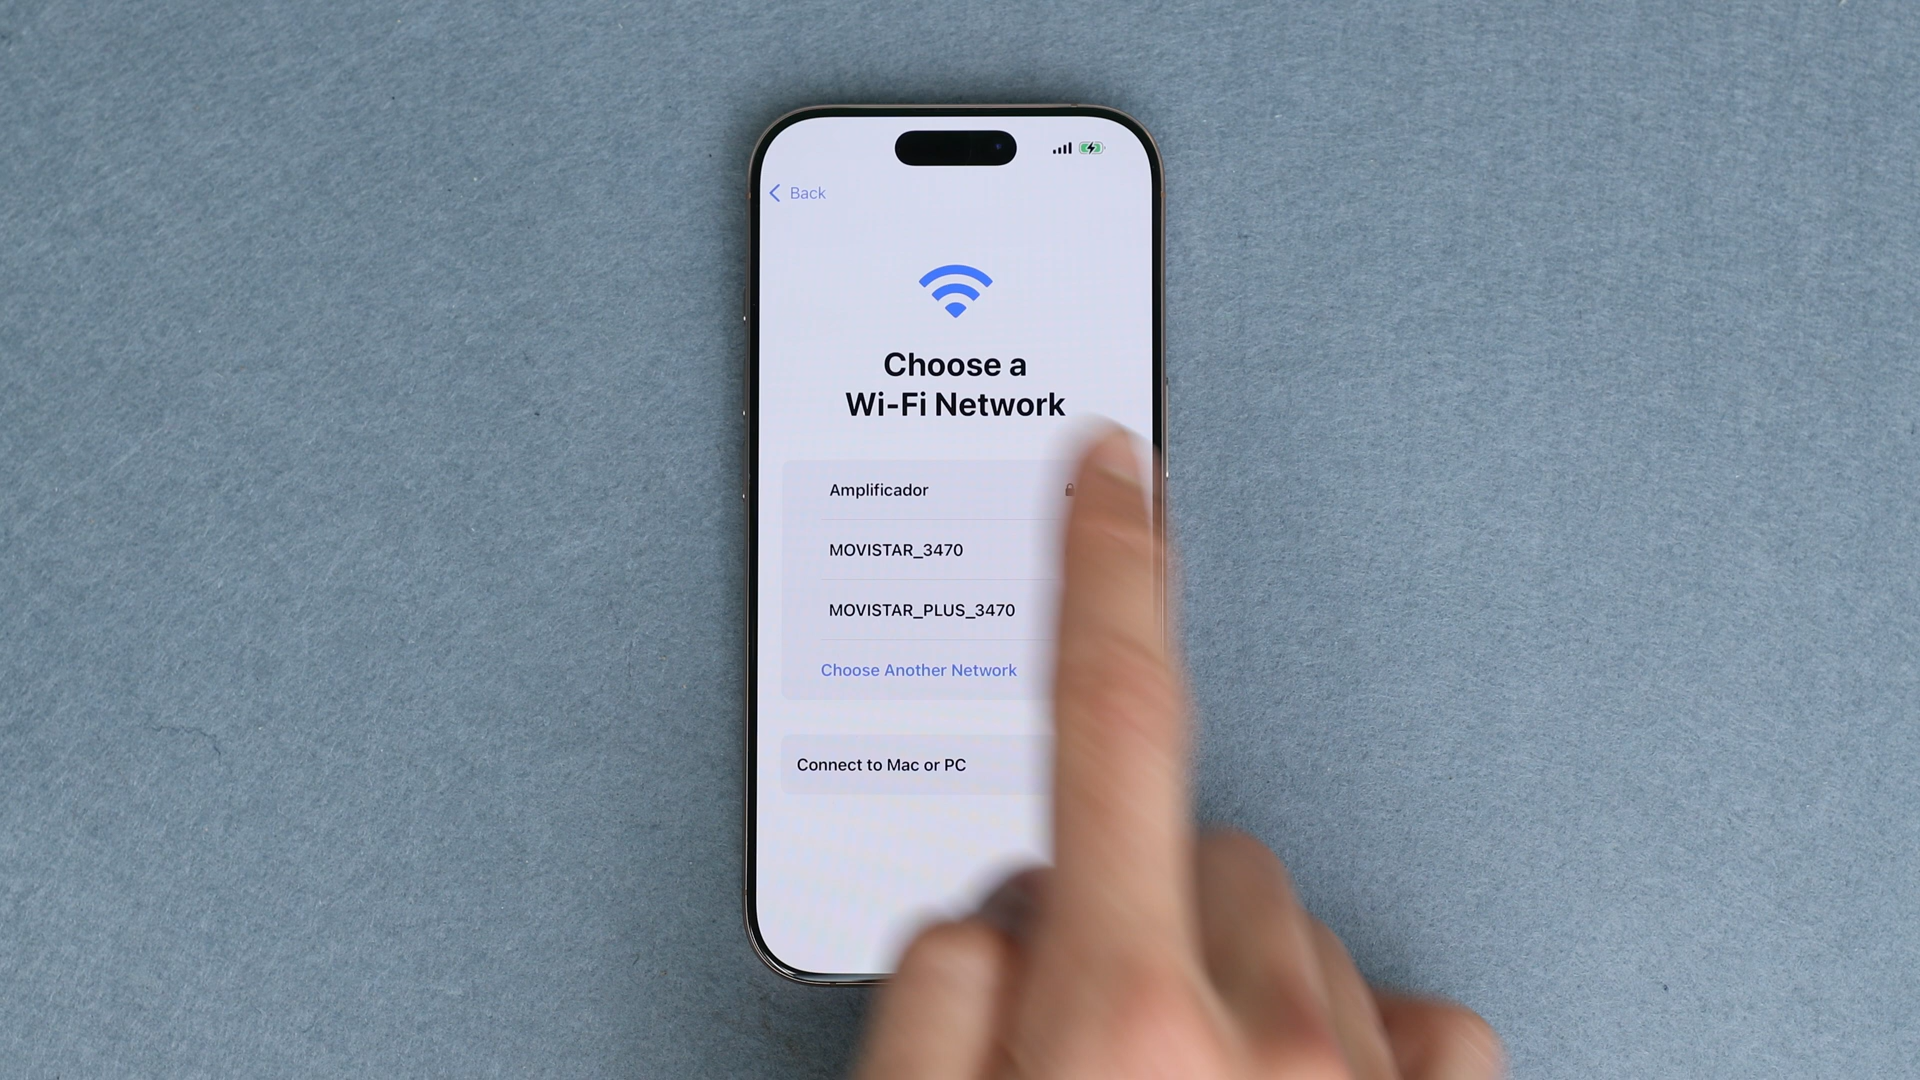 Back
Choose a
Wi-Fi Network
Amplificador
MOVISTAR_3470
MOVISTAR_PLUS_3470
Choose Another Network
Connect to Mac or PC